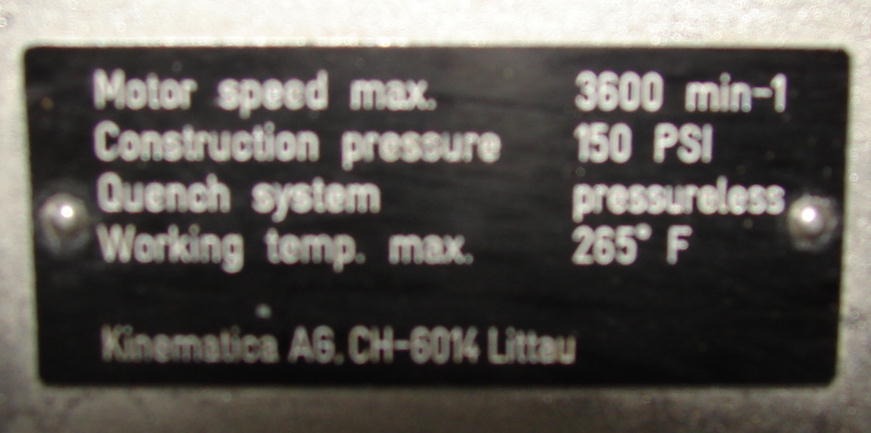 Motor speed max. 3600 min-1
Construction pressure 150 PSI
Quench system pressureless
Working temp. max. 265° F
Kinematica AG, CH-6014 Littau